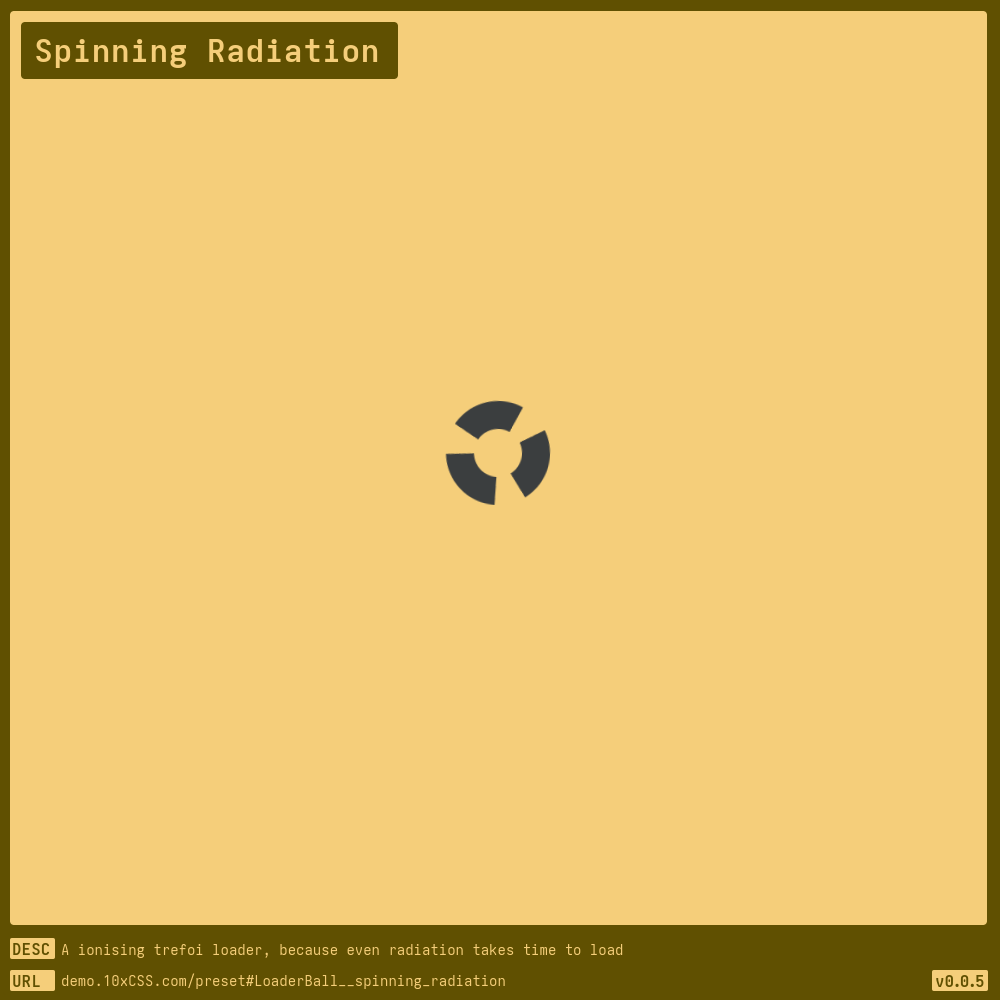 Spinning Radiation
DESC A ionising trefoi loader, because even radiation takes time to load
URL demo.10xCSS.com/preset#LoaderBall__spinning_radiation
v0.0.5